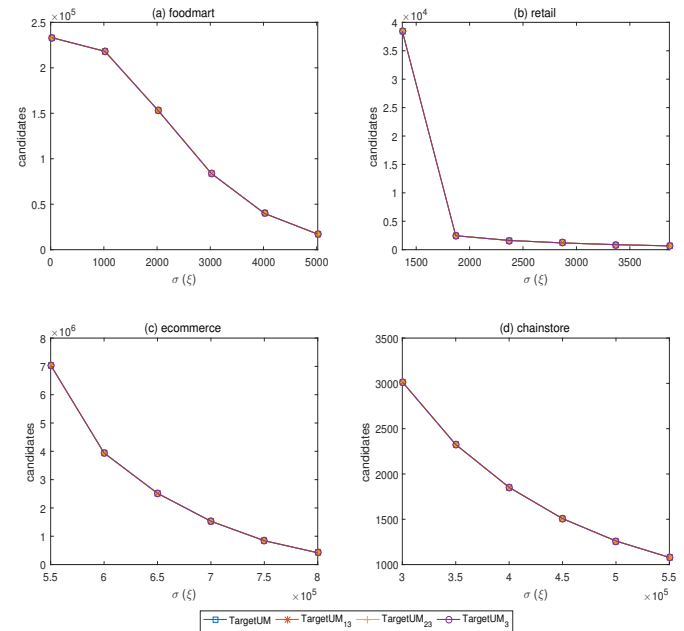 (a) foodmart
×10^5
2.5
2
1.5
1
0.5
0
candidates
0 1000 2000 3000 4000 5000
σ (ξ)
(b) retail
×10^4
4
3.5
3
2.5
2
1.5
1
0.5
0
candidates
1500 2000 2500 3000 3500
σ (ξ)
(c) ecommerce
×10^6
8
7
6
5
4
3
2
1
0
candidates
5.5 6 6.5 7 7.5 8
×10^5
σ (ξ)
(d) chainstore
3500
3000
2500
2000
1500
1000
candidates
3 3.5 4 4.5 5 5.5
×10^5
σ (ξ)
TargetUM TargetUM_13 TargetUM_23 TargetUM_3